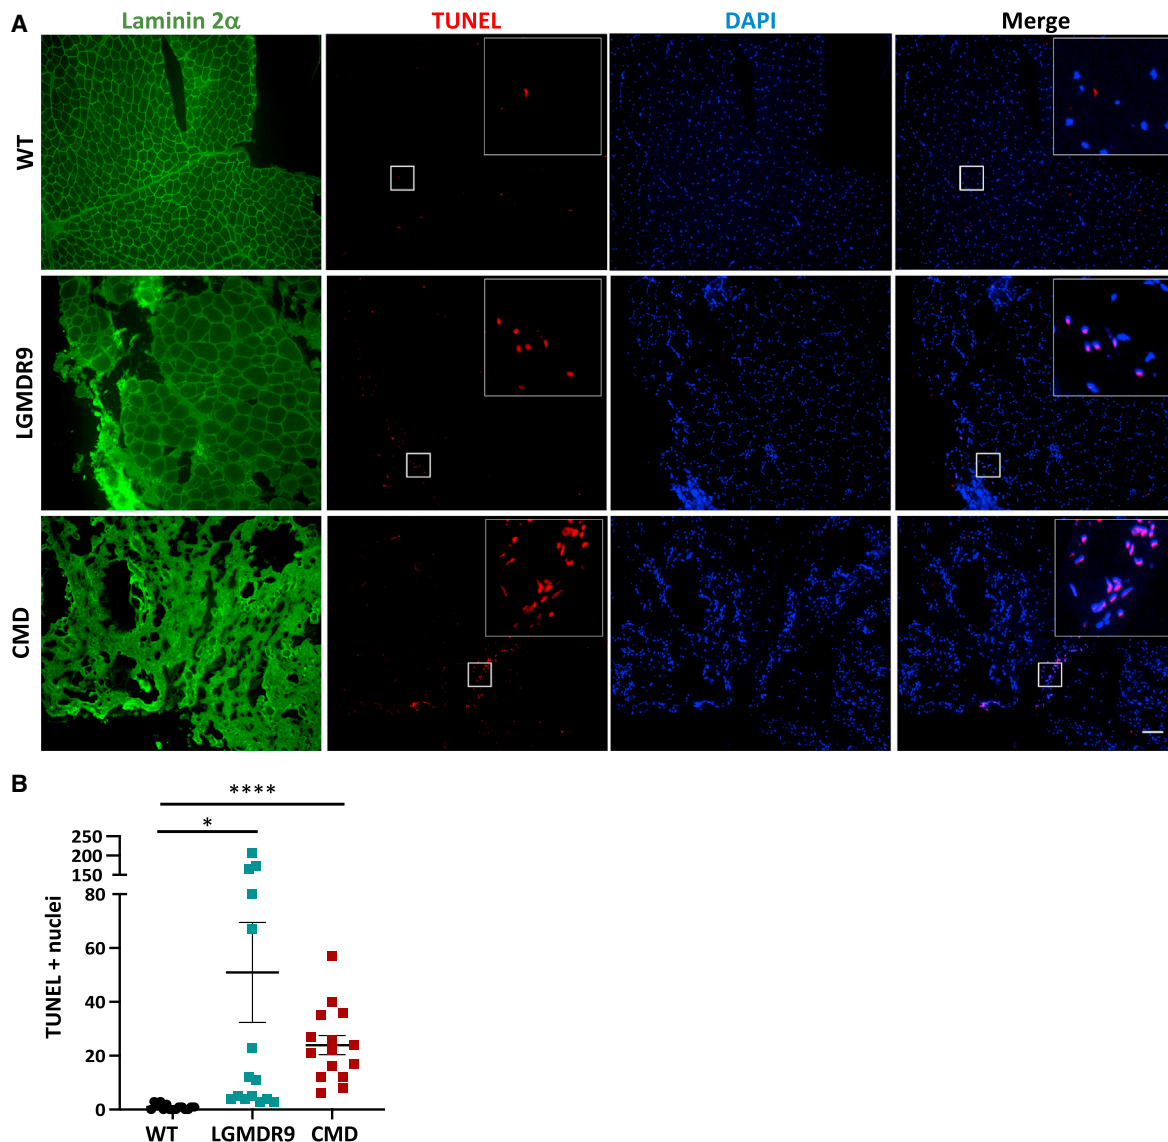 A
Laminin 2α TUNEL DAPI Merge
WT
LGMDR9
CMD
B
****
*
TUNEL + nuclei
250
200
150
80
60
40
20
0
WT LGMDR9 CMD